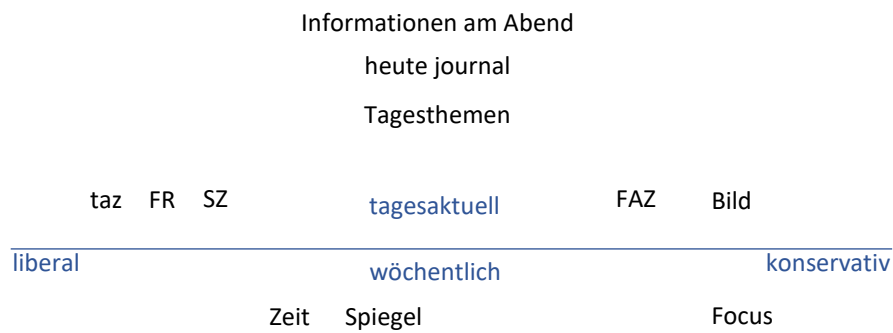 Informationen am Abend
heute journal
Tagesthemen
taz FR SZ tagesaktuell FAZ Bild
liberal wöchentlich konservativ
Zeit Spiegel Focus